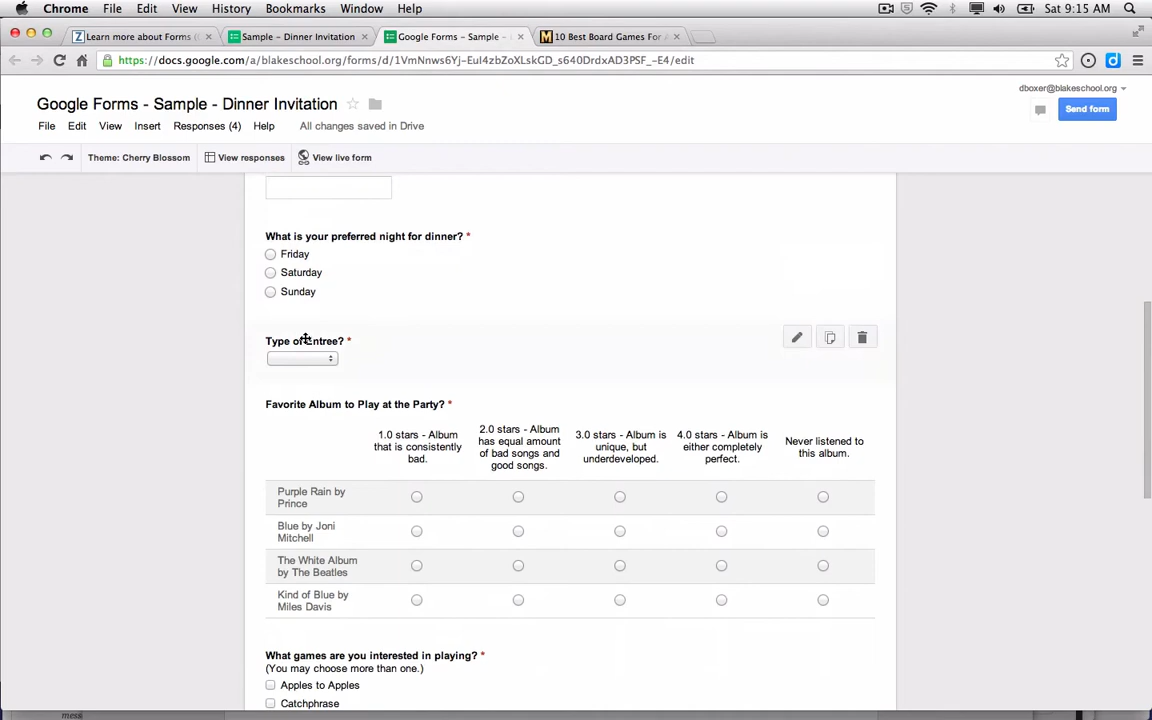 Chrome File Edit View History Bookmarks Window Help Sat 9:15 AM
Learn more about Forms ( Sample - Dinner Invitation Google Forms - Sample - 10 Best Board Games For A
https://docs.google.com/a/blakeschool.org/forms/d/1VmNnws6Yj-EuI4zbZoXLskGD_s640DrdxAD3PSF_-E4/edit
dboxer@blakeschool.org
Google Forms - Sample - Dinner Invitation
Send form
File Edit View Insert Responses (4) Help All changes saved in Drive
Theme: Cherry Blossom View responses View live form
What is your preferred night for dinner? *
Friday
Saturday
Sunday
Type of Entree? *
Favorite Album to Play at the Party? *
1.0 stars - Album that is consistently bad.
2.0 stars - Album has equal amount of bad songs and good songs.
3.0 stars - Album is unique, but underdeveloped.
4.0 stars - Album is either completely perfect.
Never listened to this album.
Purple Rain by Prince
Blue by Joni Mitchell
The White Album by The Beatles
Kind of Blue by Miles Davis
What games are you interested in playing? *
(You may choose more than one.)
Apples to Apples
Catchphrase